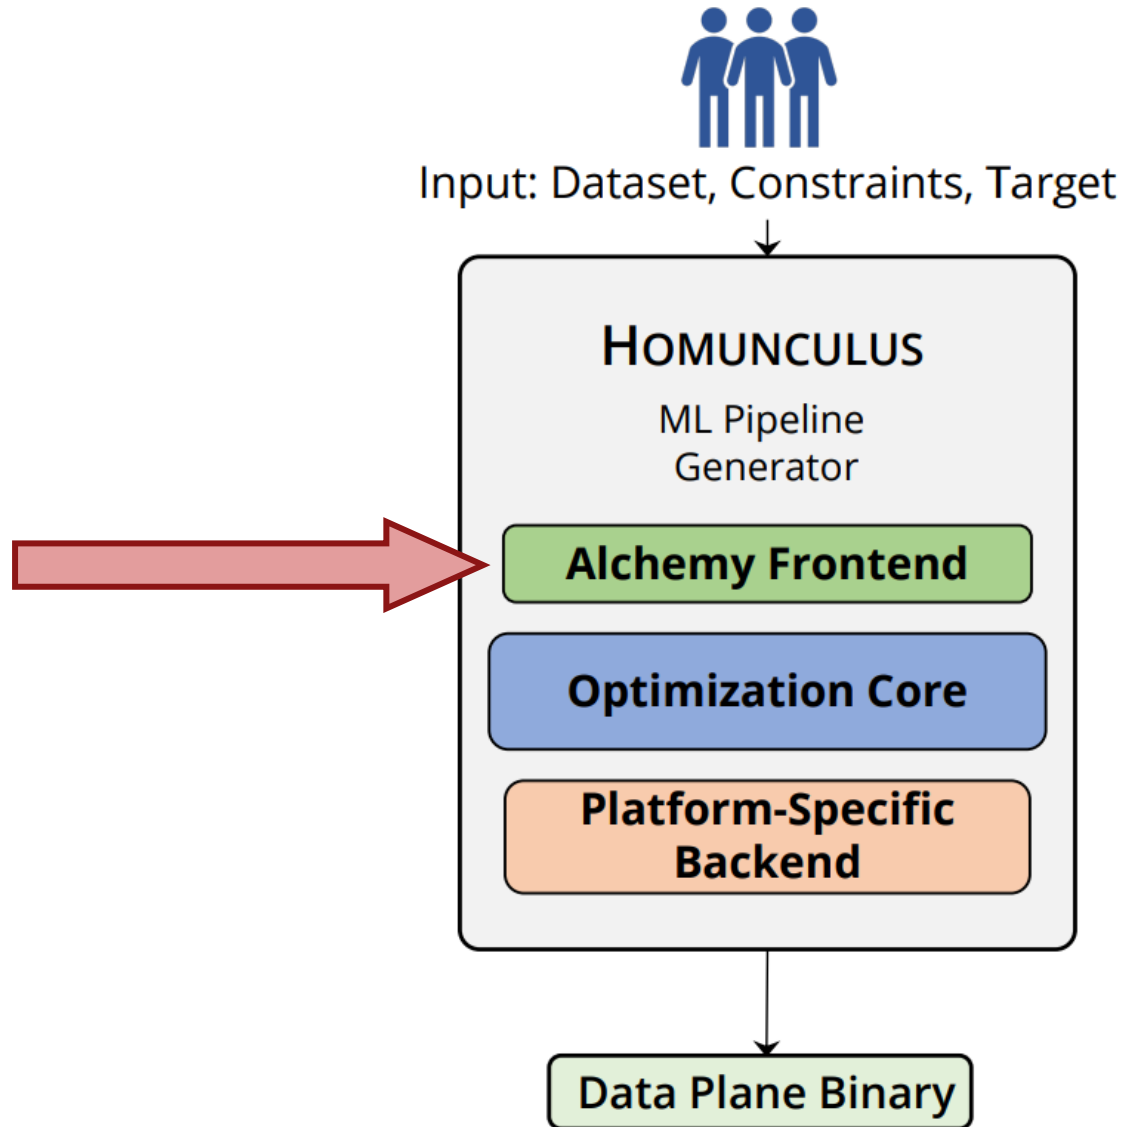 Input: Dataset, Constraints, Target
HOMUNCULUS
ML Pipeline
Generator
Alchemy Frontend
Optimization Core
Platform-Specific
Backend
Data Plane Binary